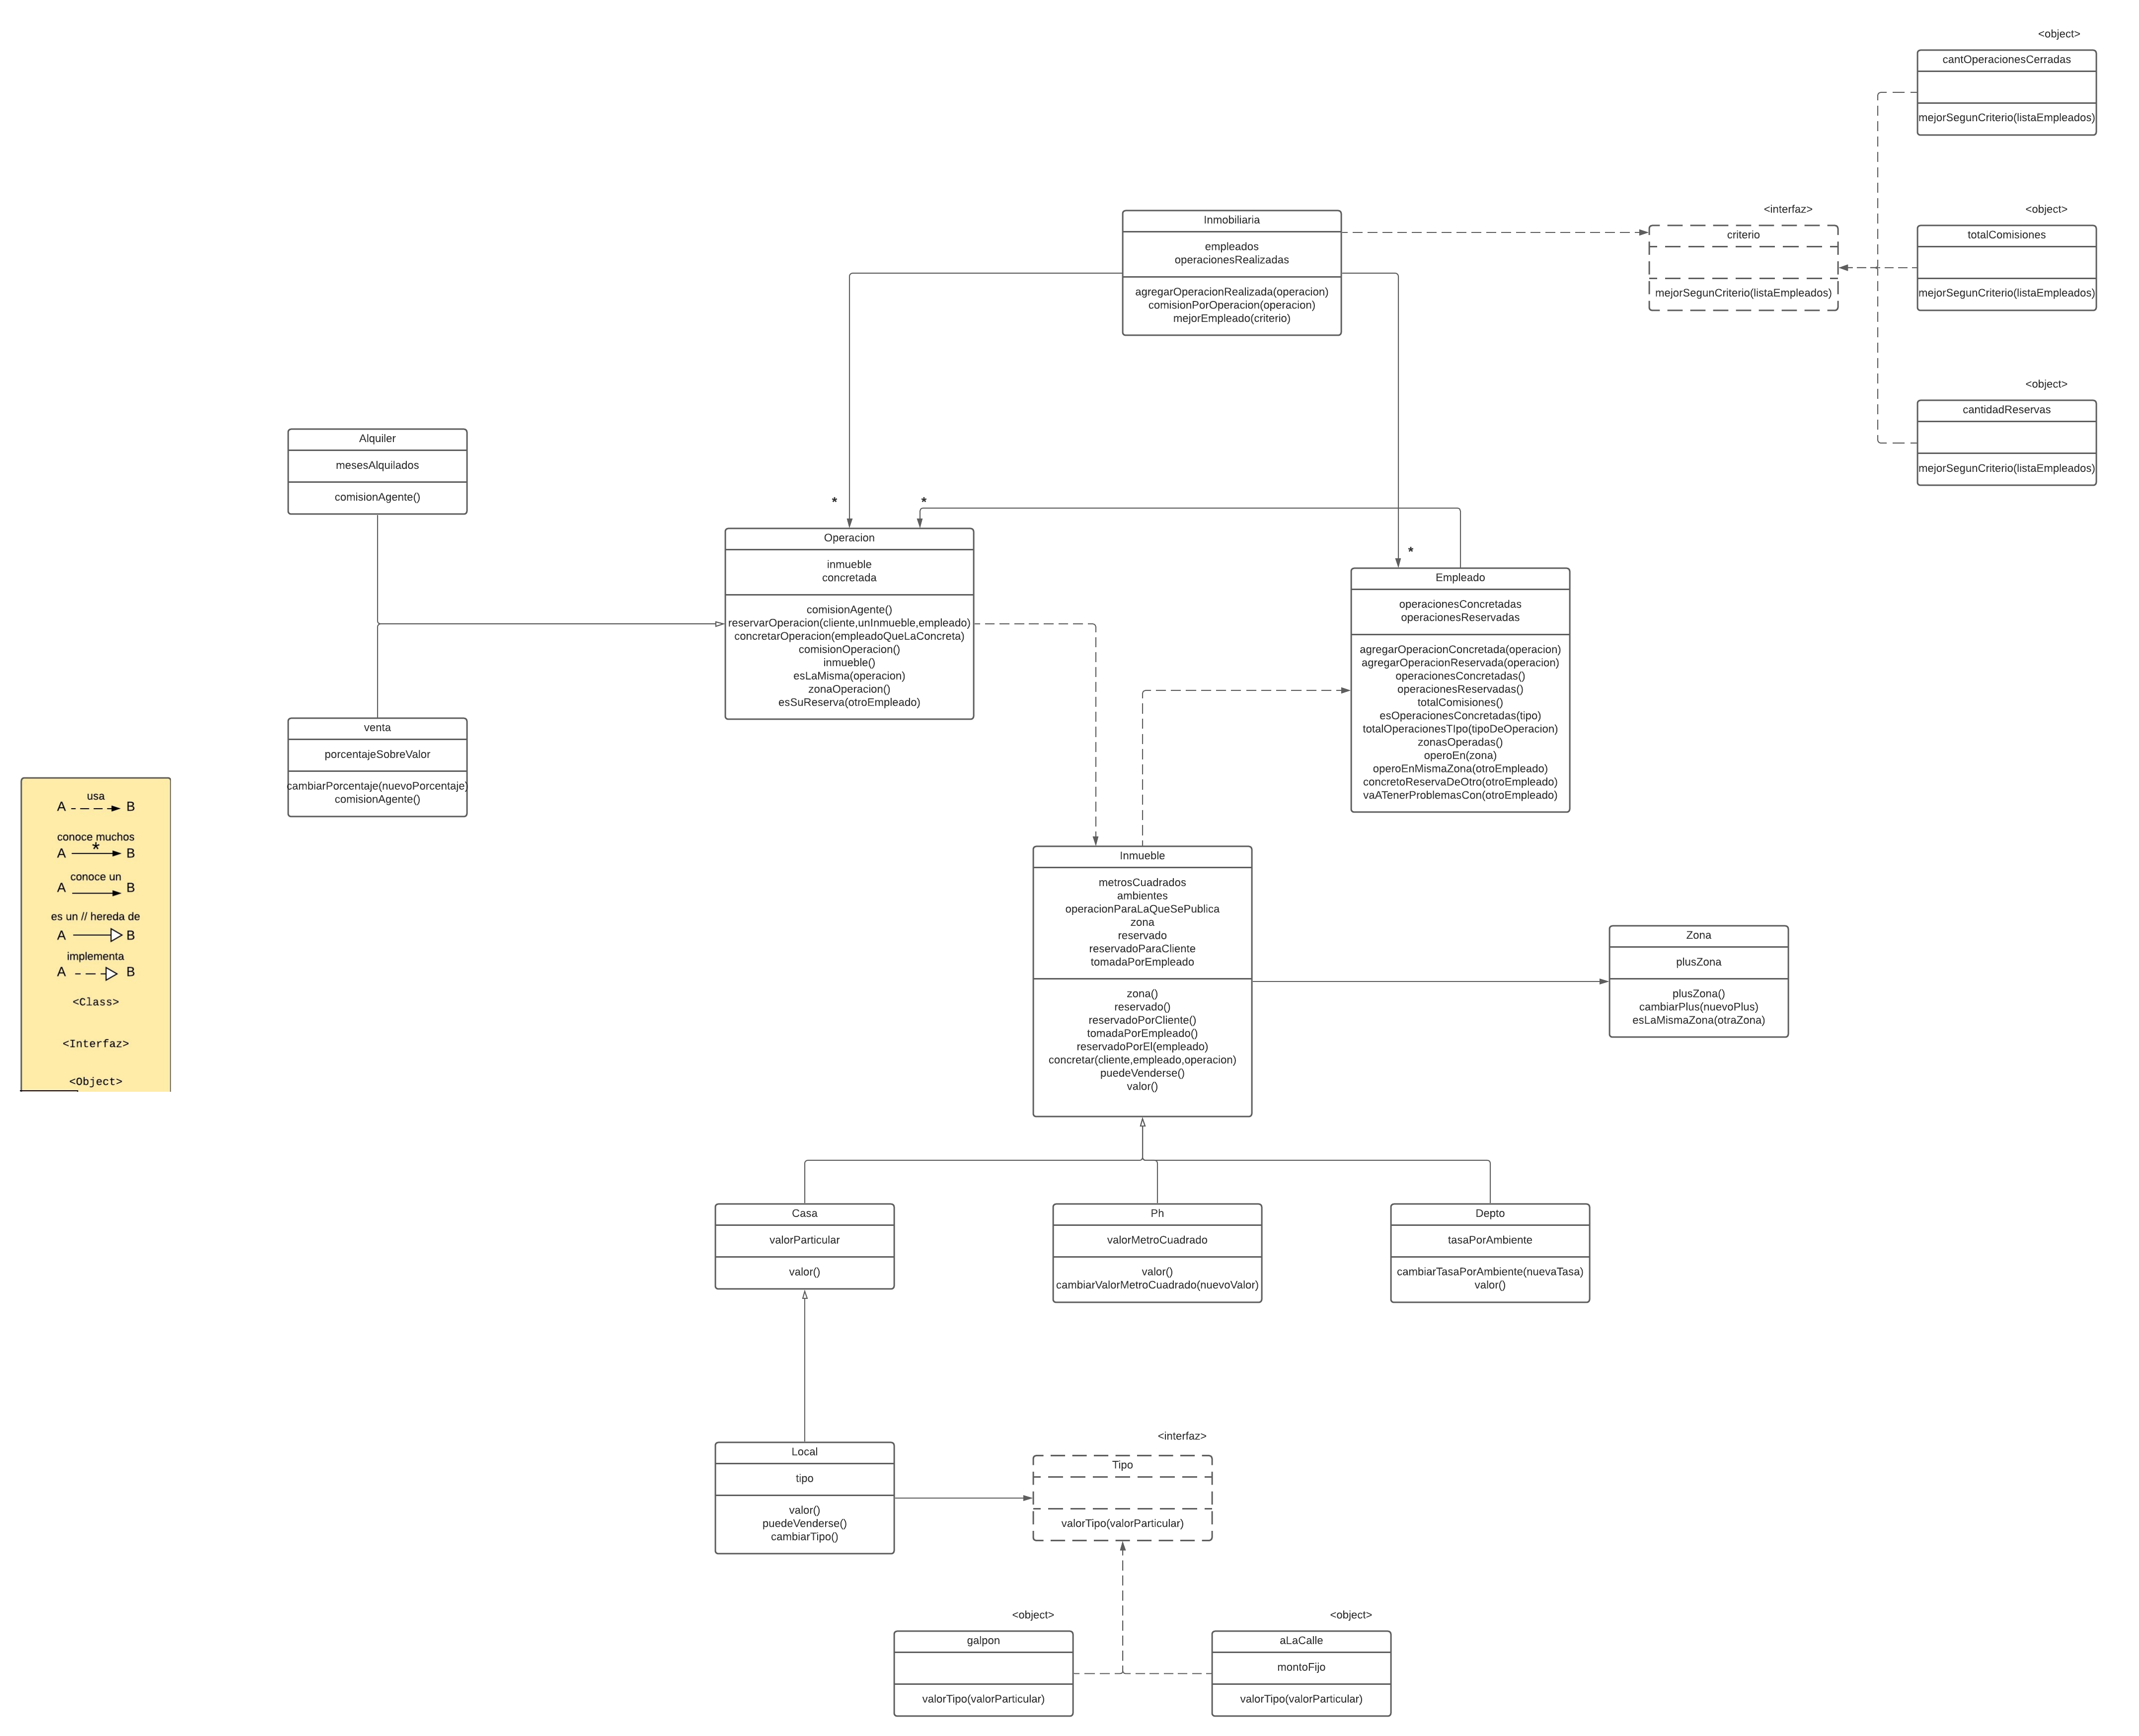 <object>
cantOperacionesCerradas
mejorSegunCriterio(listaEmpleados)
Inmobiliaria
empleados
operacionesRealizadas
agregarOperacionRealizada(operacion)
comisionPorOperacion(operacion)
mejorEmpleado(criterio)
<interfaz>
criterio
mejorSegunCriterio(listaEmpleados)
<object>
totalComisiones
mejorSegunCriterio(listaEmpleados)
<object>
cantidadReservas
mejorSegunCriterio(listaEmpleados)
Alquiler
mesesAlquilados
comisionAgente()
*
*
*
Operacion
inmueble
concretada
comisionAgente()
reservarOperacion(cliente,unInmueble,empleado)
concretarOperacion(empleadoQueLaConcreta)
comisionOperacion()
inmueble()
esLaMisma(operacion)
zonaOperacion()
esSuReserva(otroEmpleado)
Empleado
operacionesConcretadas
operacionesReservadas
agregarOperacionConcretada(operacion)
agregarOperacionReservada(operacion)
operacionesConcretadas()
operacionesReservadas()
totalComisiones()
esOperacionesConcretadas(tipo)
totalOperacionesTIpo(tipoDeOperacion)
zonasOperadas()
operoEn(zona)
operoEnMismaZona(otroEmpleado)
concretoReservaDeOtro(otroEmpleado)
vaATenerProblemasCon(otroEmpleado)
venta
porcentajeSobreValor
cambiarPorcentaje(nuevoPorcentaje)
comisionAgente()
usa
A B
conoce muchos
*
A B
conoce un
A B
es un // hereda de
A B
implementa
A B
<Class>
<Interfaz>
<Object>
Inmueble
metrosCuadrados
ambientes
operacionParaLaQueSePublica
zona
reservado
reservadoParaCliente
tomadaPorEmpleado
zona()
reservado()
reservadoPorCliente()
tomadaPorEmpleado()
reservadoPorEl(empleado)
concretar(cliente,empleado,operacion)
puedeVenderse()
valor()
Zona
plusZona
plusZona()
cambiarPlus(nuevoPlus)
esLaMismaZona(otraZona)
Casa
valorParticular
valor()
Ph
valorMetroCuadrado
valor()
cambiarValorMetroCuadrado(nuevoValor)
Depto
tasaPorAmbiente
cambiarTasaPorAmbiente(nuevaTasa)
valor()
Local
tipo
valor()
puedeVenderse()
cambiarTipo()
<interfaz>
Tipo
valorTipo(valorParticular)
<object>
galpon
valorTipo(valorParticular)
<object>
aLaCalle
montoFijo
valorTipo(valorParticular)